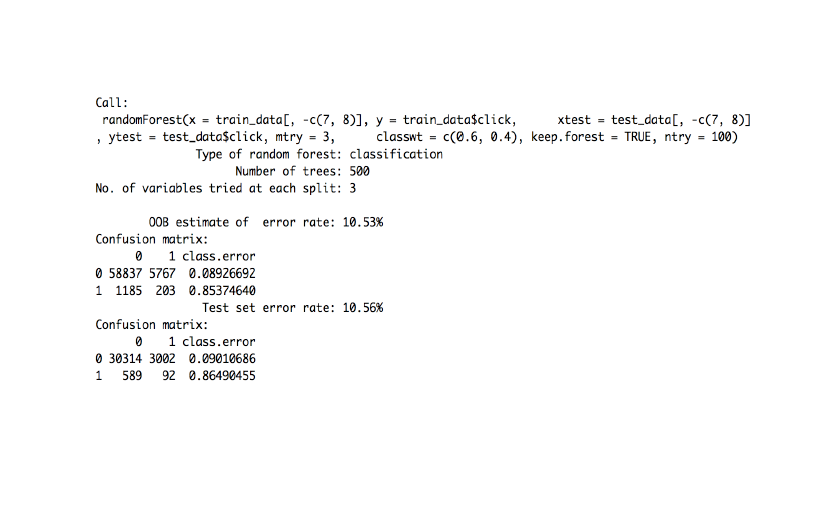 Call:
 randomForest(x = train_data[, -c(7, 8)], y = train_data$click,      xtest = test_data[, -c(7, 8)]
, ytest = test_data$click, mtry = 3,      classwt = c(0.6, 0.4), keep.forest = TRUE, ntry = 100)
               Type of random forest: classification
                     Number of trees: 500
No. of variables tried at each split: 3

        OOB estimate of  error rate: 10.53%
Confusion matrix:
      0    1 class.error
0 58837 5767  0.08926692
1  1185  203  0.85374640
                Test set error rate: 10.56%
Confusion matrix:
      0    1 class.error
0 30314 3002  0.09010686
1   589   92  0.86490455